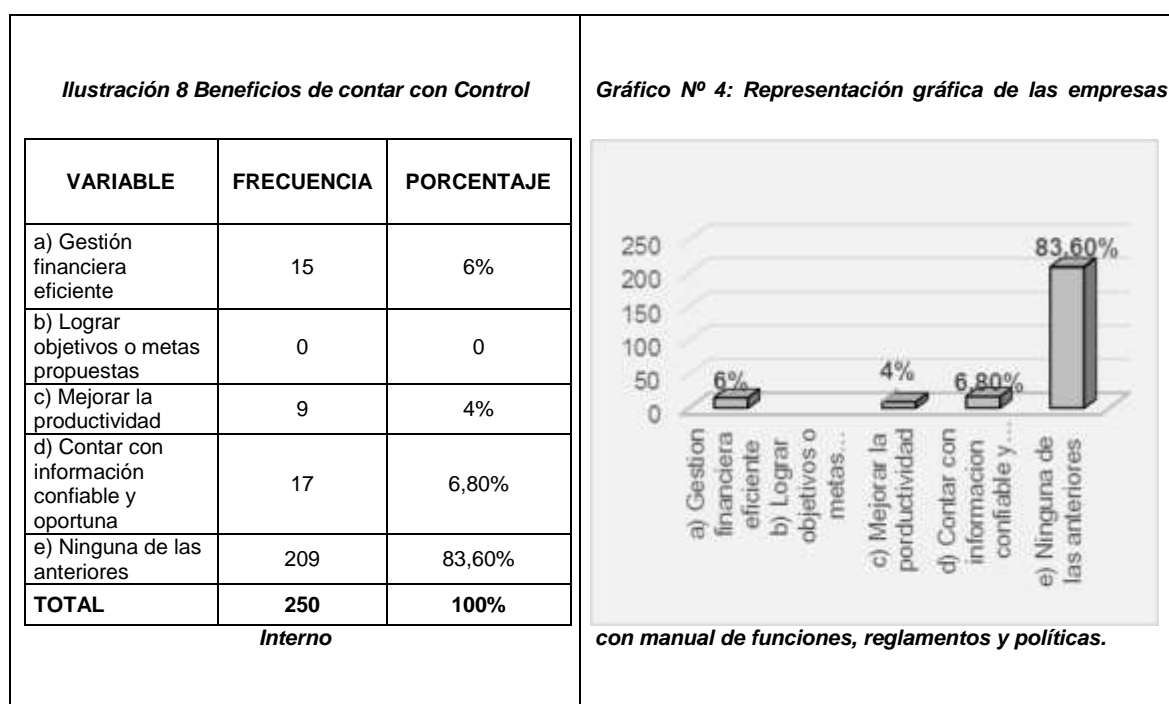 Ilustración 8 Beneficios de contar con Control
VARIABLE FRECUENCIA PORCENTAJE
a) Gestión
financiera
eficiente
15 6%
b) Lograr
objetivos o metas
propuestas
0 0
c) Mejorar la
productividad
9 4%
d) Contar con
información
confiable y
oportuna
17 6,80%
e) Ninguna de las
anteriores
209 83,60%
TOTAL 250 100%
Interno
Gráfico Nº 4: Representación gráfica de las empresas
250
200
150
100
50
0
6%
4%
6,80%
83,60%
a) Gestion
financiera
eficiente
b) Lograr
objetivos o
metas...
c) Mejorar la
porductividad
d) Contar con
informacion
confiable y...
e) Ninguna de
las anteriores
con manual de funciones, reglamentos y políticas.